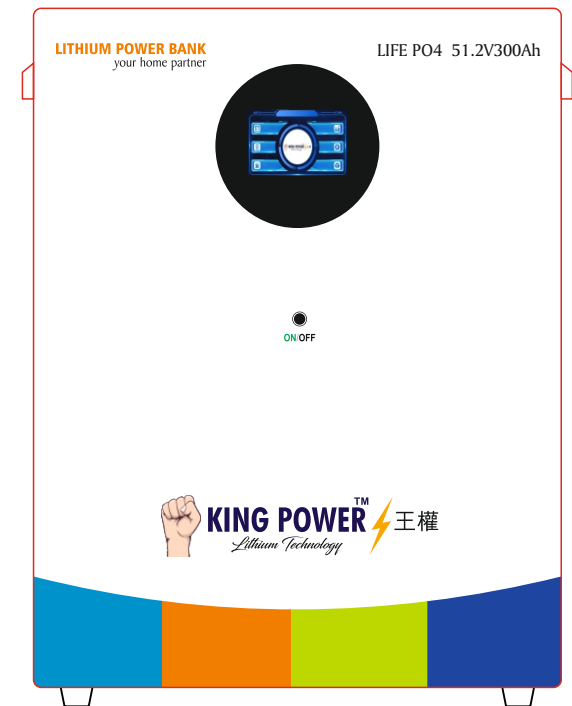 LITHIUM POWER BANK
your home partner
LIFE PO4 51.2V300Ah
ON/OFF
KING POWER™ 王權
Lithium Technology